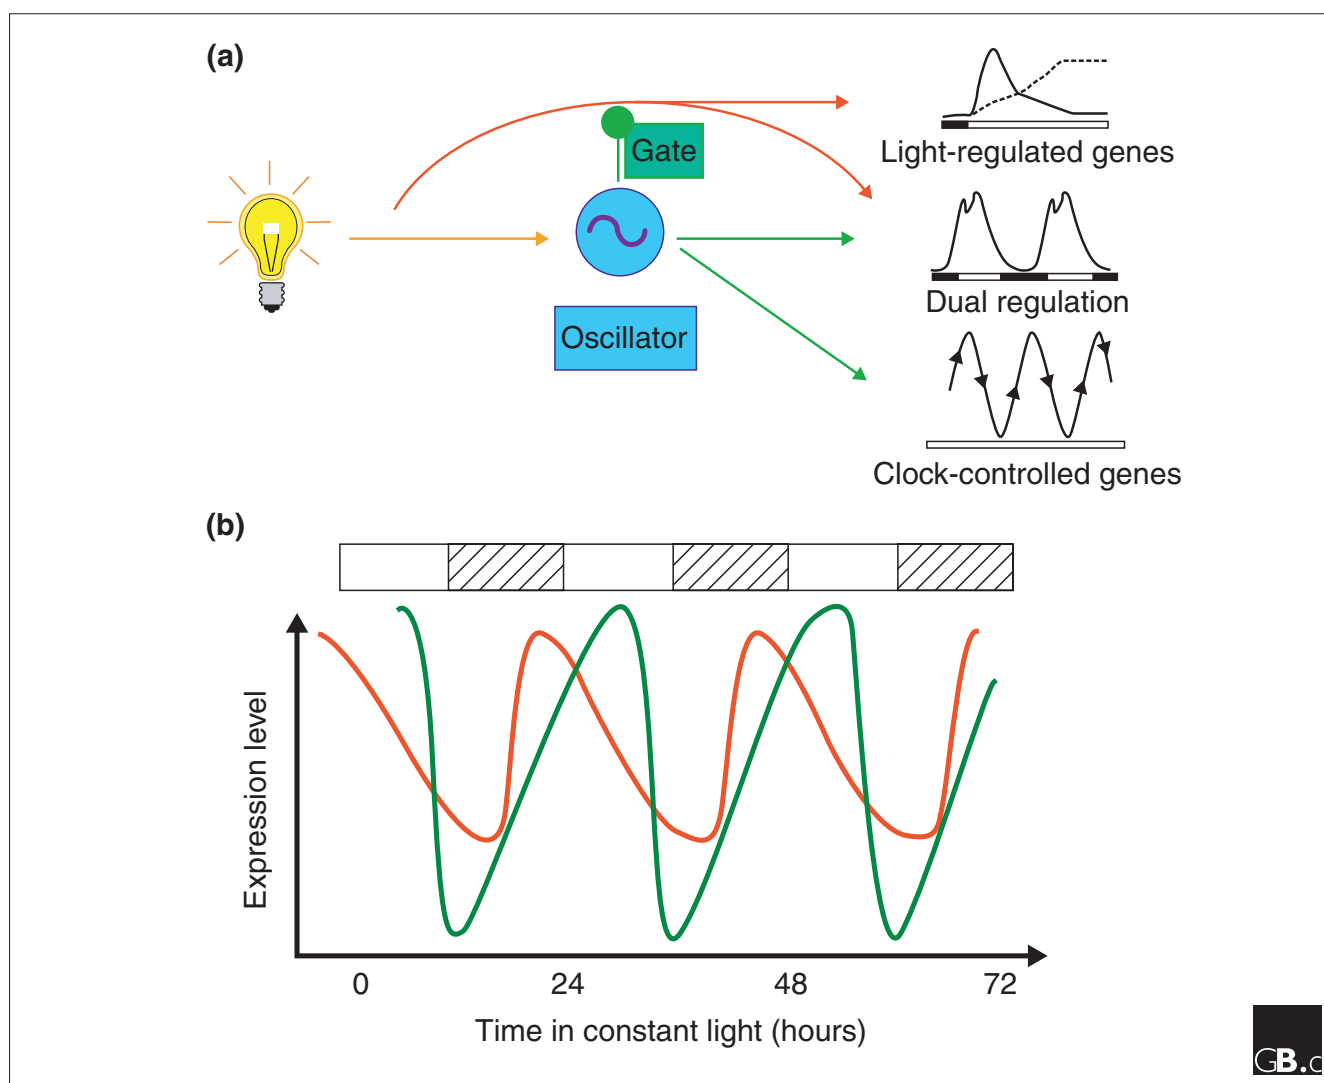 (a)
Gate
Light-regulated genes
Dual regulation
Oscillator
Clock-controlled genes
(b)
Expression level
0 24 48 72
Time in constant light (hours)
GB.c